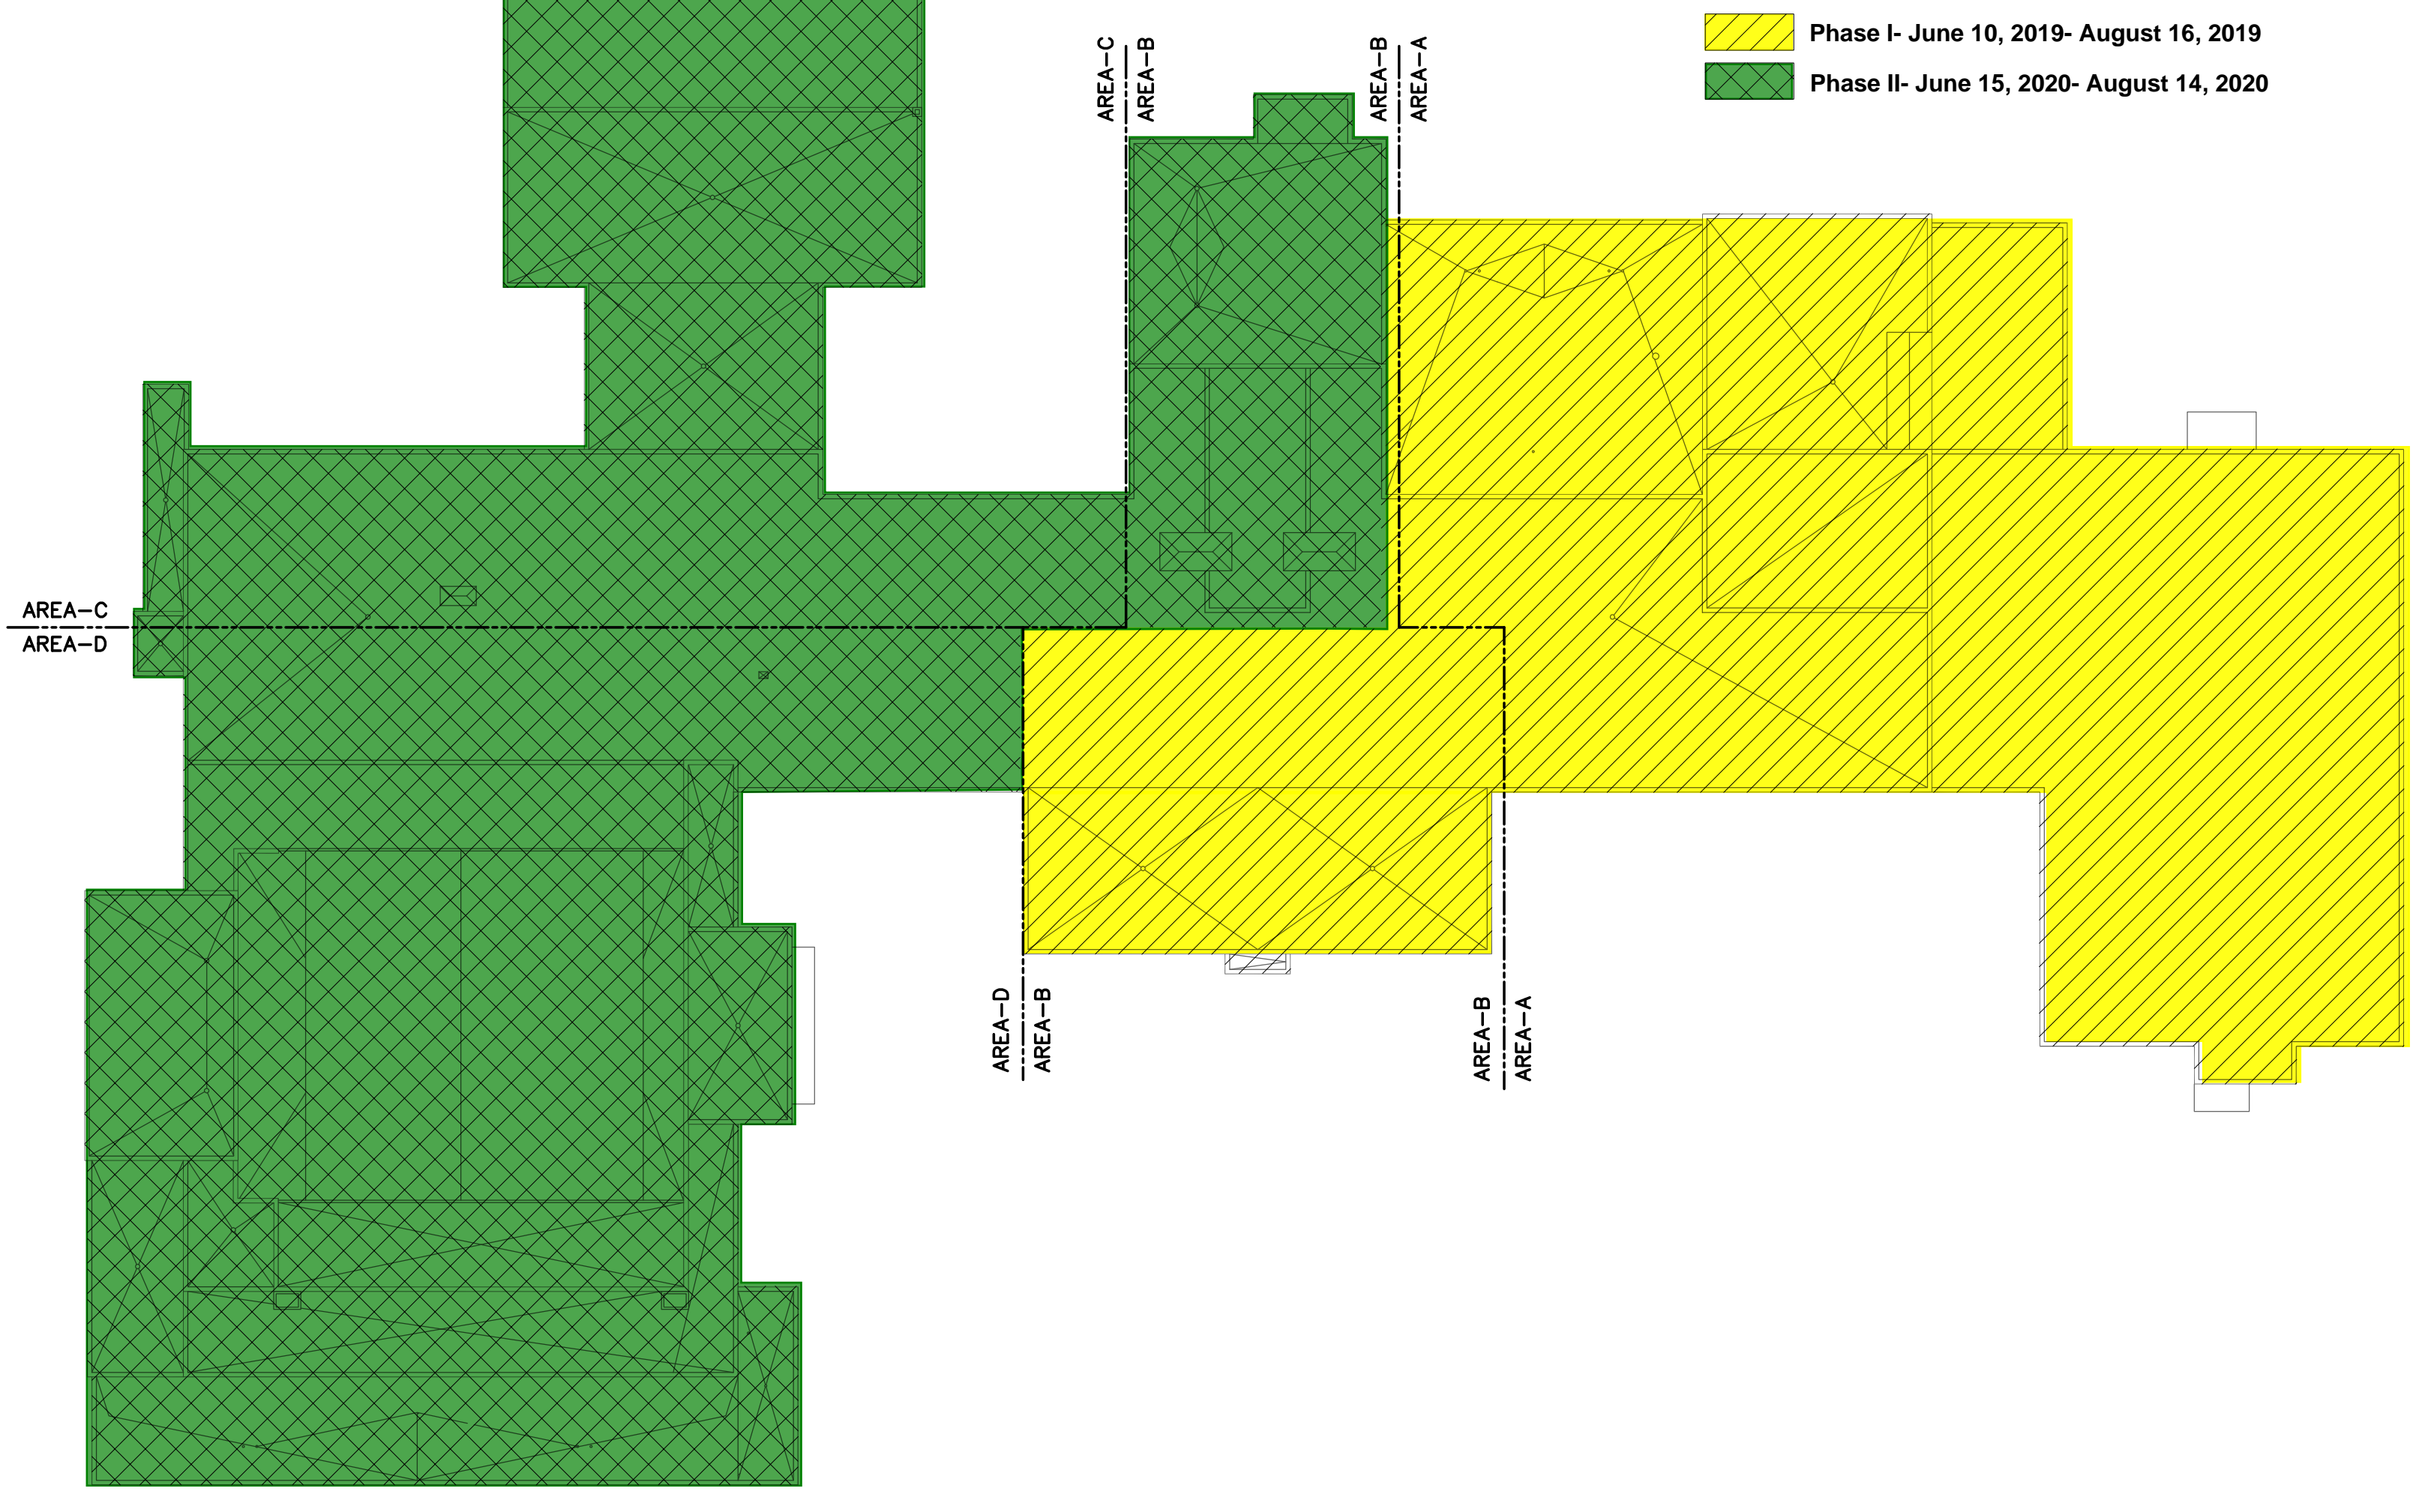 Phase I- June 10, 2019- August 16, 2019
Phase II- June 15, 2020- August 14, 2020
AREA-C
AREA-B
AREA-B
AREA-A
AREA-C
AREA-D
AREA-D
AREA-B
AREA-B
AREA-A